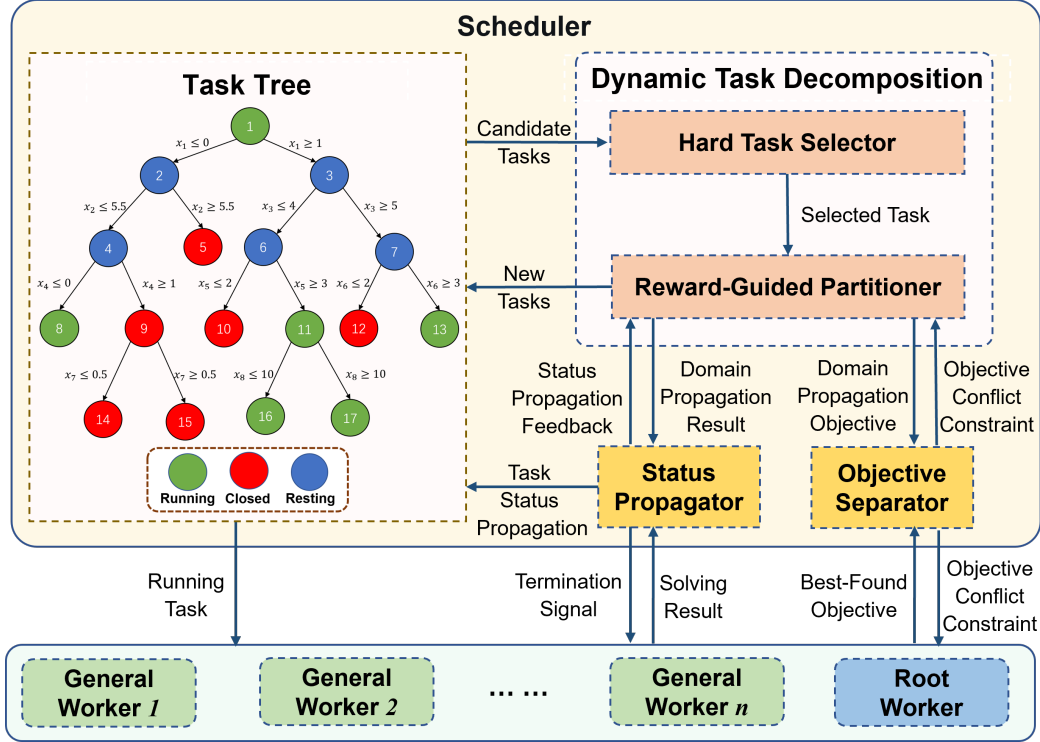 Scheduler
Task Tree
1
x₁ ≤ 0
x₁ ≥ 1
2
3
x₂ ≤ 5.5
x₂ ≥ 5.5
x₃ ≤ 4
x₃ ≥ 5
4
5
6
7
x₄ ≤ 0
x₄ ≥ 1
x₅ ≤ 2
x₅ ≥ 3
x₆ ≤ 2
x₆ ≥ 3
8
9
10
11
12
13
x₇ ≤ 0.5
x₇ ≥ 0.5
x₈ ≤ 10
x₈ ≥ 10
14
15
16
17
Running
Closed
Resting
Candidate
Tasks
New
Tasks
Dynamic Task Decomposition
Hard Task Selector
Selected Task
Reward-Guided Partitioner
Status
Propagation
Feedback
Domain
Propagation
Result
Domain
Propagation
Objective
Objective
Conflict
Constraint
Task
Status
Propagation
Status
Propagator
Objective
Separator
Running
Task
Termination
Signal
Solving
Result
Best-Found
Objective
Objective
Conflict
Constraint
General
Worker 1
General
Worker 2
... ...
General
Worker n
Root
Worker